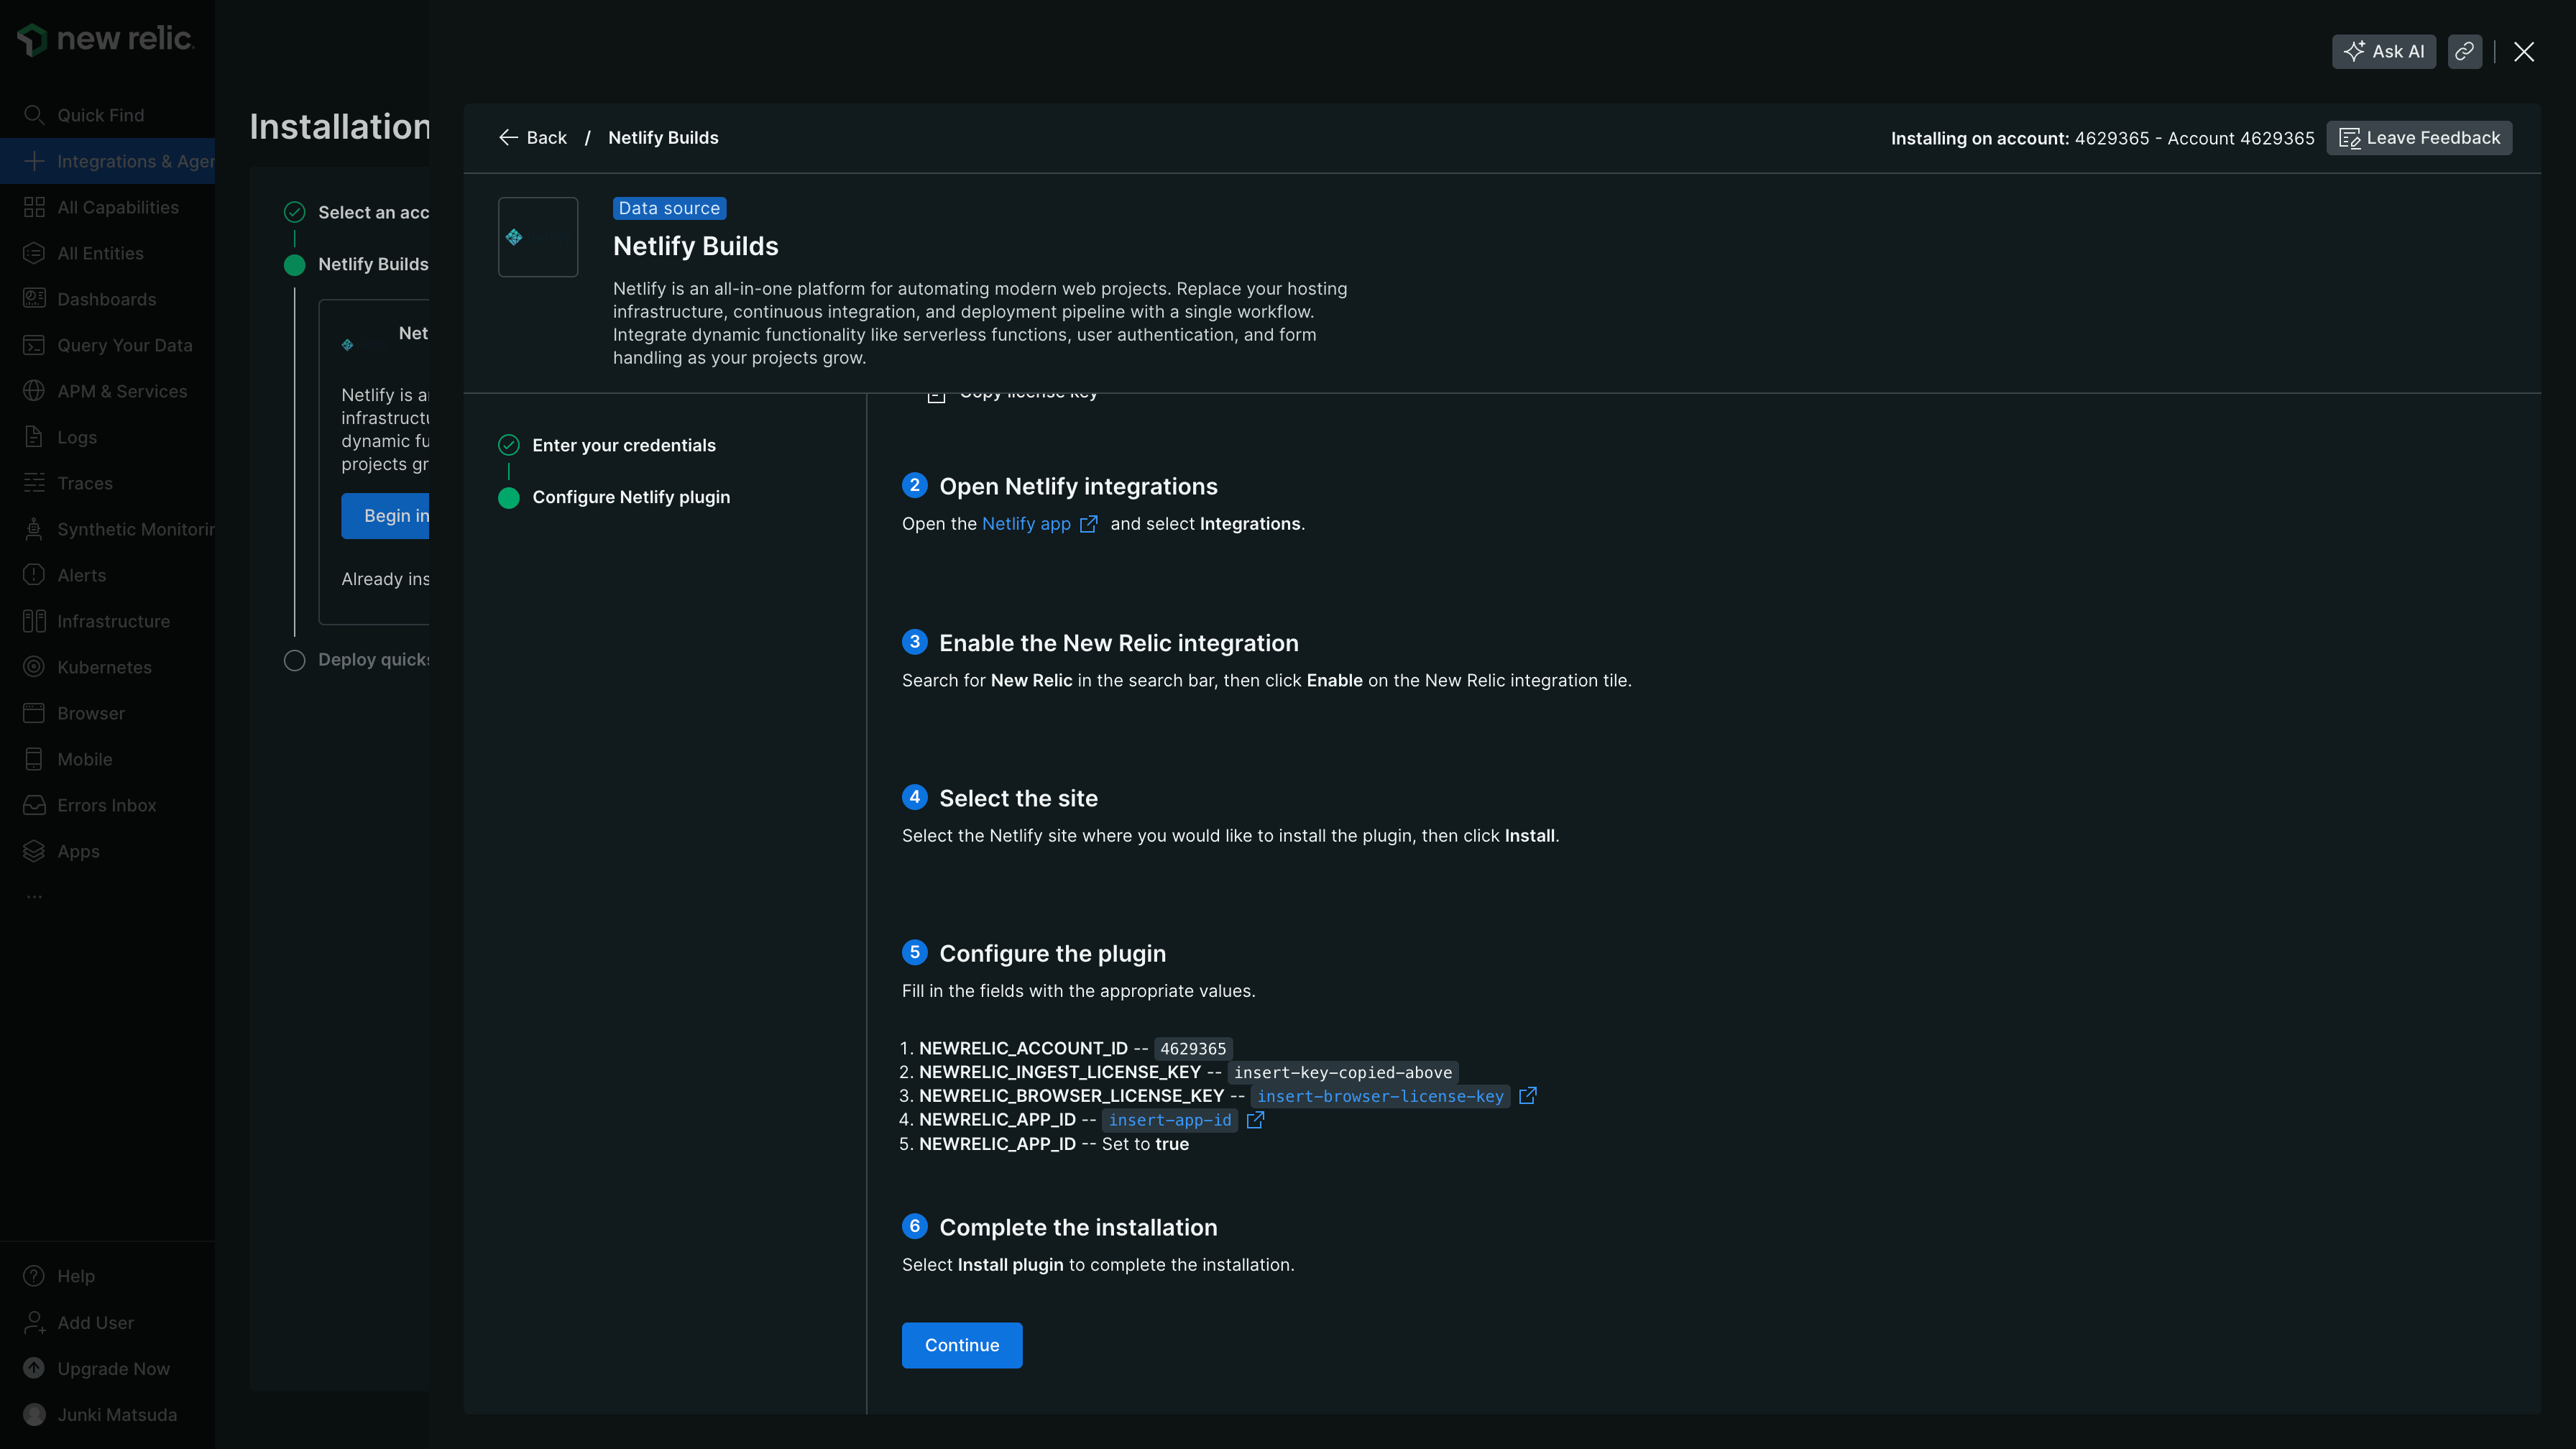 new relic.
Quick Find
Integrations & Agen
All Capabilities
All Entities
Dashboards
Query Your Data
APM & Services
Logs
Traces
Synthetic Monitorin
Alerts
Infrastructure
Kubernetes
Browser
Mobile
Errors Inbox
Apps
...
Help
Add User
Upgrade Now
Junki Matsuda
Installation
Select an acc
Netlify Builds
Net
Netlify is a
infrastructu
dynamic fu
projects gr
Begin in
Already ins
Deploy quicks
Ask AI
Back / Netlify Builds
Installing on account: 4629365 - Account 4629365
Leave Feedback
Data source
Netlify Builds
Netlify is an all-in-one platform for automating modern web projects. Replace your hosting
infrastructure, continuous integration, and deployment pipeline with a single workflow.
Integrate dynamic functionality like serverless functions, user authentication, and form
handling as your projects grow.
Enter your credentials
Configure Netlify plugin
Copy license key
2 Open Netlify integrations
Open the Netlify app and select Integrations.
3 Enable the New Relic integration
Search for New Relic in the search bar, then click Enable on the New Relic integration tile.
4 Select the site
Select the Netlify site where you would like to install the plugin, then click Install.
5 Configure the plugin
Fill in the fields with the appropriate values.
1. NEWRELIC_ACCOUNT_ID -- 4629365
2. NEWRELIC_INGEST_LICENSE_KEY -- insert-key-copied-above
3. NEWRELIC_BROWSER_LICENSE_KEY -- insert-browser-license-key
4. NEWRELIC_APP_ID -- insert-app-id
5. NEWRELIC_APP_ID -- Set to true
6 Complete the installation
Select Install plugin to complete the installation.
Continue